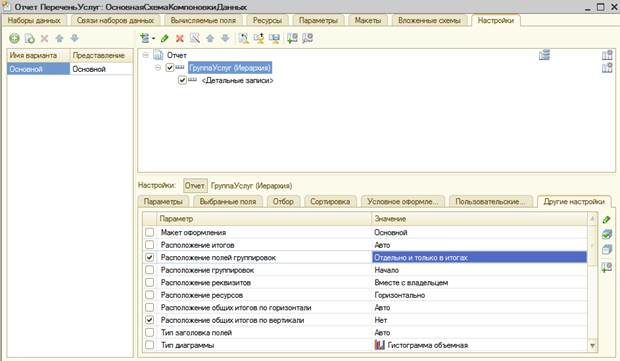 Отчет ПереченьУслуг: ОсновнаяСхемаКомпоновкиДанных
Наборы данных Связи наборов данных Вычисляемые поля Ресурсы Параметры Макеты Вложенные схемы Настройки
Имя варианта Представление
Основной Основной
Отчет
ГруппаУслуг (Иерархия)
<Детальные записи>
Настройки: Отчет ГруппаУслуг (Иерархия)
Параметры Выбранные поля Отбор Сортировка Условное оформле... Пользовательские... Другие настройки
Параметр Значение
Макет оформления Основной
Расположение итогов Авто
Расположение полей группировок Отдельно и только в итогах
Расположение группировок Начало
Расположение реквизитов Вместе с владельцем
Расположение ресурсов Горизонтально
Расположение общих итогов по горизонтали Авто
Расположение общих итогов по вертикали Нет
Тип заголовка полей Авто
Тип диаграммы Гистограмма объемная